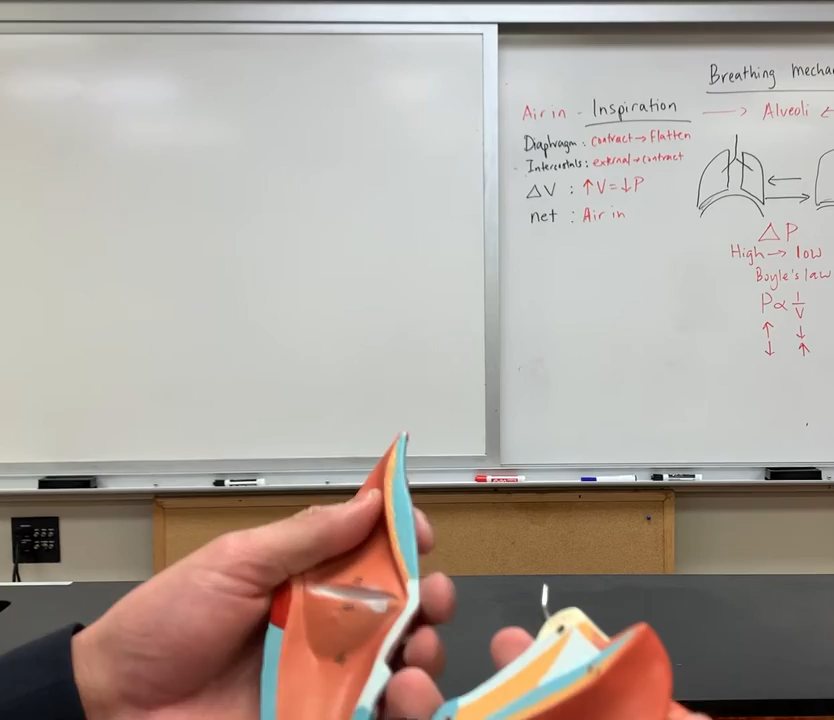 Breathing Mecha
Air in - Inspiration → Alveoli ←
Diaphragm : contract → flatten
Intercostals : external → contract
ΔV : ↑V = ↓P
net : Air in
ΔP
High → low
Boyle's law
P ∝ 1/V
↑ ↓
↓ ↑